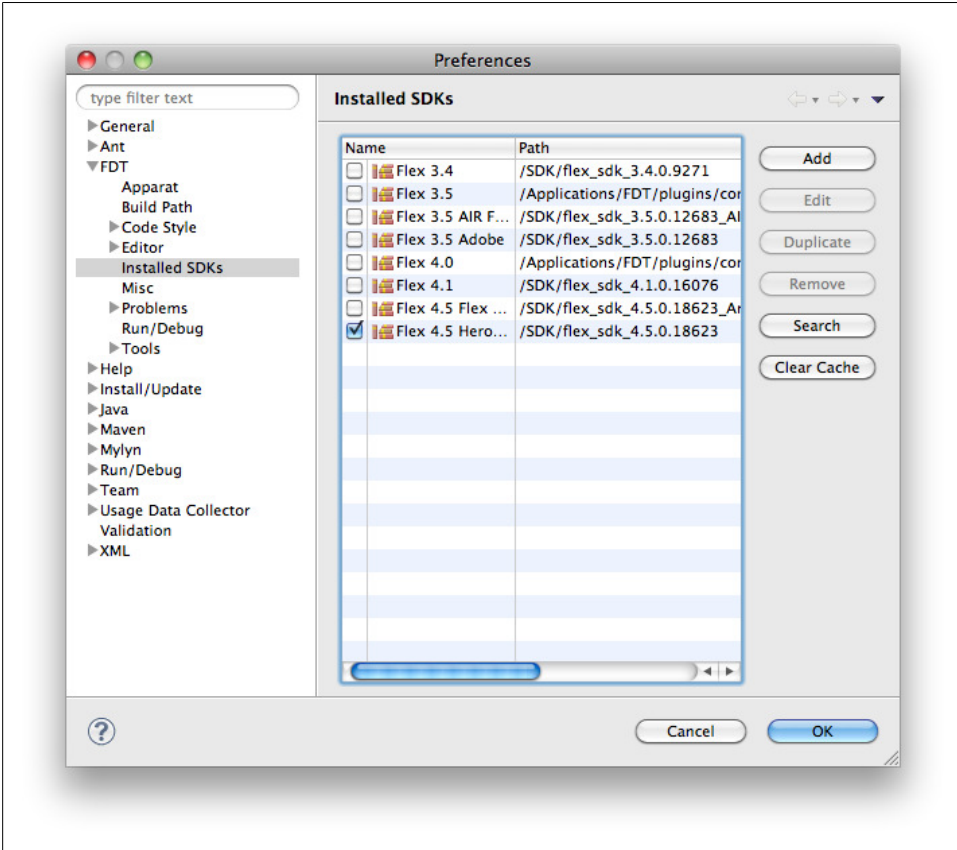 Preferences
type filter text
General
Ant
FDT
Apparat
Build Path
Code Style
Editor
Installed SDKs
Misc
Problems
Run/Debug
Tools
Help
Install/Update
Java
Maven
Mylyn
Run/Debug
Team
Usage Data Collector
Validation
XML
Installed SDKs
Name Path
Flex 3.4 /SDK/flex_sdk_3.4.0.9271
Flex 3.5 /Applications/FDT/plugins/cor
Flex 3.5 AIR F... /SDK/flex_sdk_3.5.0.12683_AI
Flex 3.5 Adobe /SDK/flex_sdk_3.5.0.12683
Flex 4.0 /Applications/FDT/plugins/cor
Flex 4.1 /SDK/flex_sdk_4.1.0.16076
Flex 4.5 Flex ... /SDK/flex_sdk_4.5.0.18623_Ar
Flex 4.5 Hero... /SDK/flex_sdk_4.5.0.18623
Add
Edit
Duplicate
Remove
Search
Clear Cache
?
Cancel OK